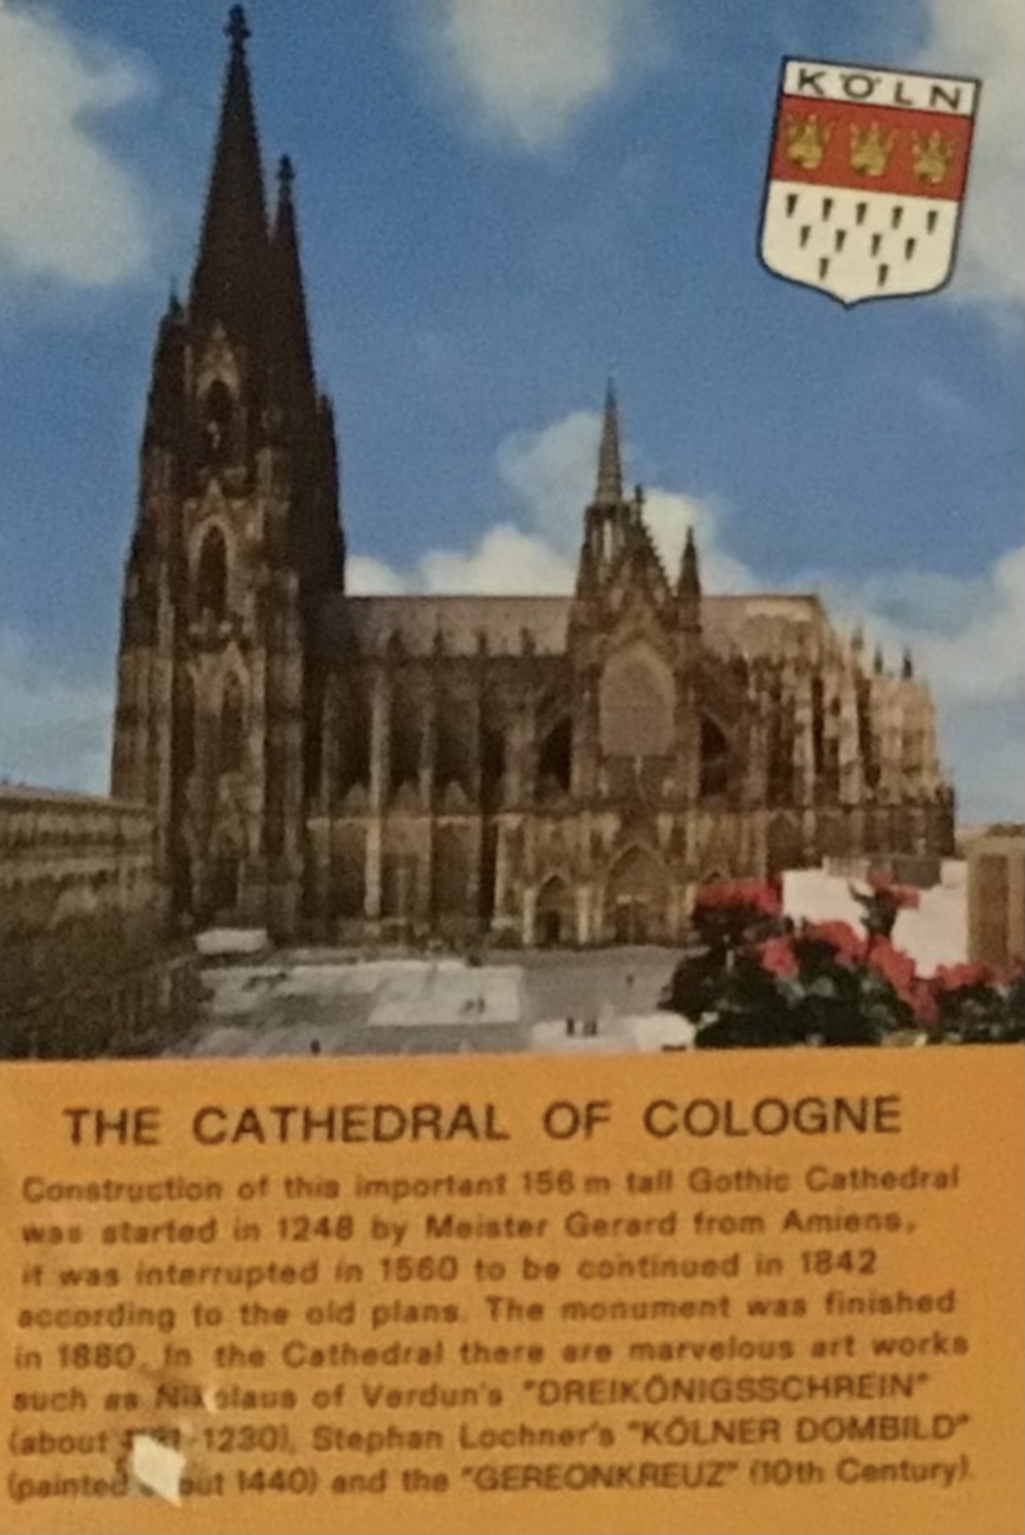 KÖLN
THE CATHEDRAL OF COLOGNE
Construction of this important 156 m tall Gothic Cathedral
was started in 1248 by Meister Gerard from Amiens,
it was interrupted in 1560 to be continued in 1842
according to the old plans. The monument was finished
in 1880. In the Cathedral there are marvelous art works
such as of Verdun's "DREIKÖNIGSSCHREIN"
(about 1230), Stephan Lochner's "KÖLNER DOMBILD"
(painted 1440) and the "GEREONKREUZ" (10th Century).